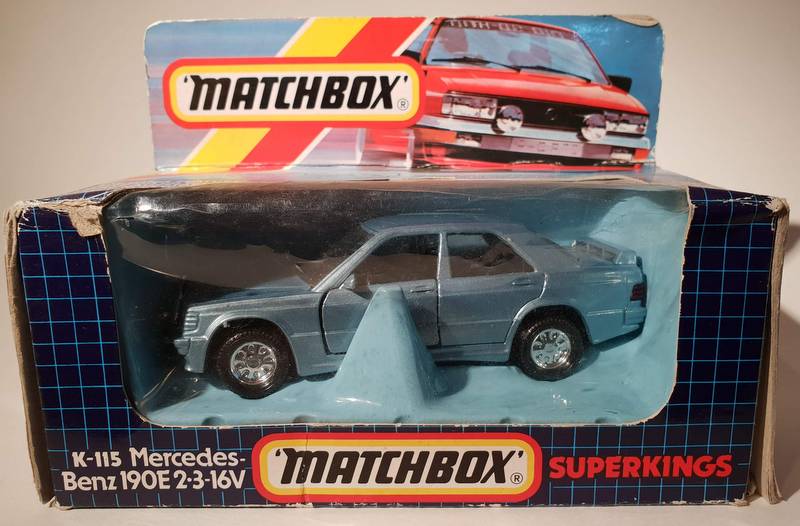 'MATCHBOX'®
K-115 Mercedes-
Benz 190E 2·3-16V
'MATCHBOX'®
SUPERKINGS